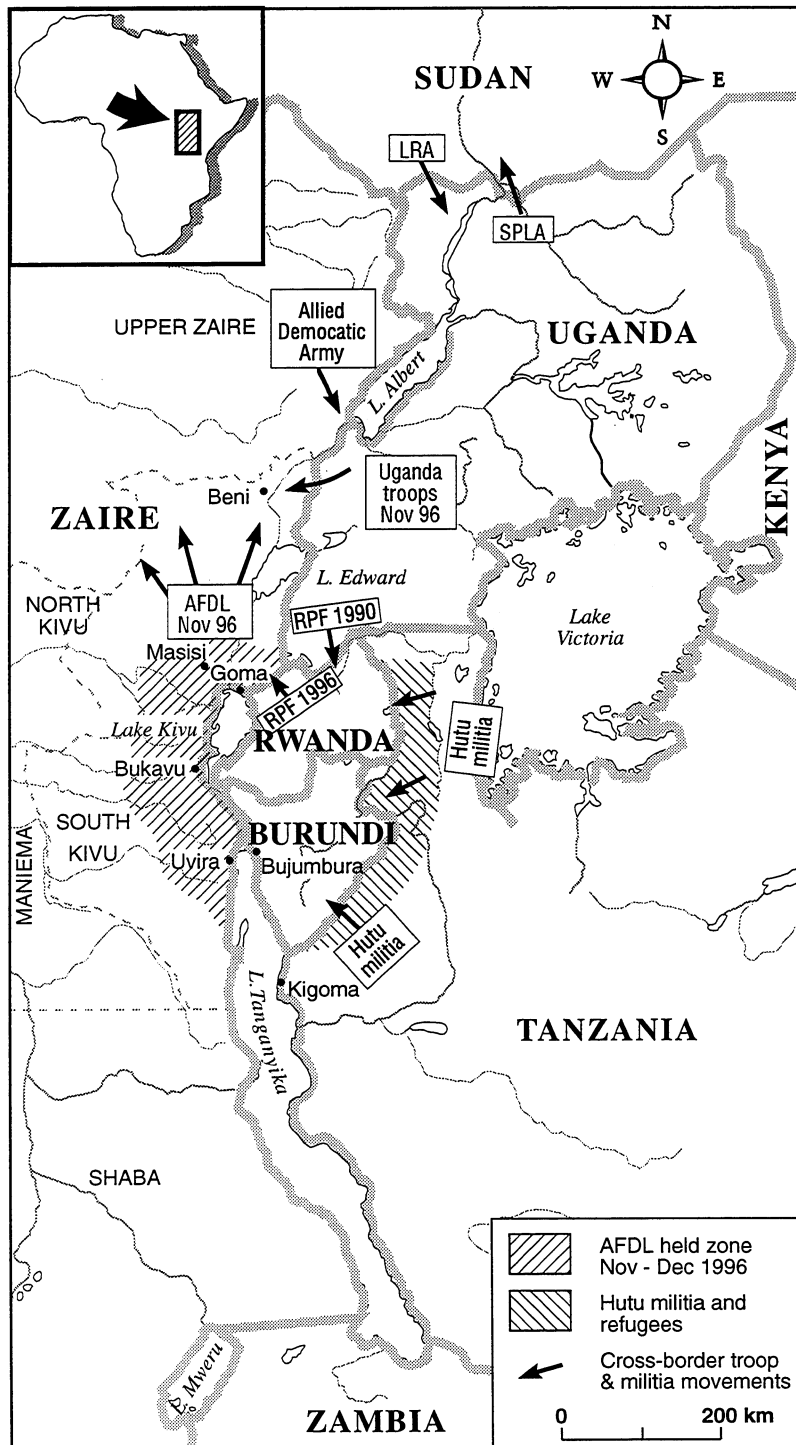 N
W
E
S
SUDAN
LRA
SPLA
UPPER ZAIRE
Allied
Democatic
Army
UGANDA
L. Albert
KENYA
Beni
Uganda
troops
Nov 96
ZAIRE
L. Edward
AFDL
Nov 96
NORTH
KIVU
RPF 1990
Lake
Victoria
Masisi
Goma
RPF 1996
Lake Kivu
RWANDA
Hutu
militia
Bukavu
SOUTH
KIVU
BURUNDI
MANIEMA
Uvira
Bujumbura
Hutu
militia
Kigoma
L.Tanganyika
TANZANIA
SHABA
L. Mweru
ZAMBIA
AFDL held zone
Nov - Dec 1996
Hutu militia and
refugees
Cross-border troop
& militia movements
0
200 km